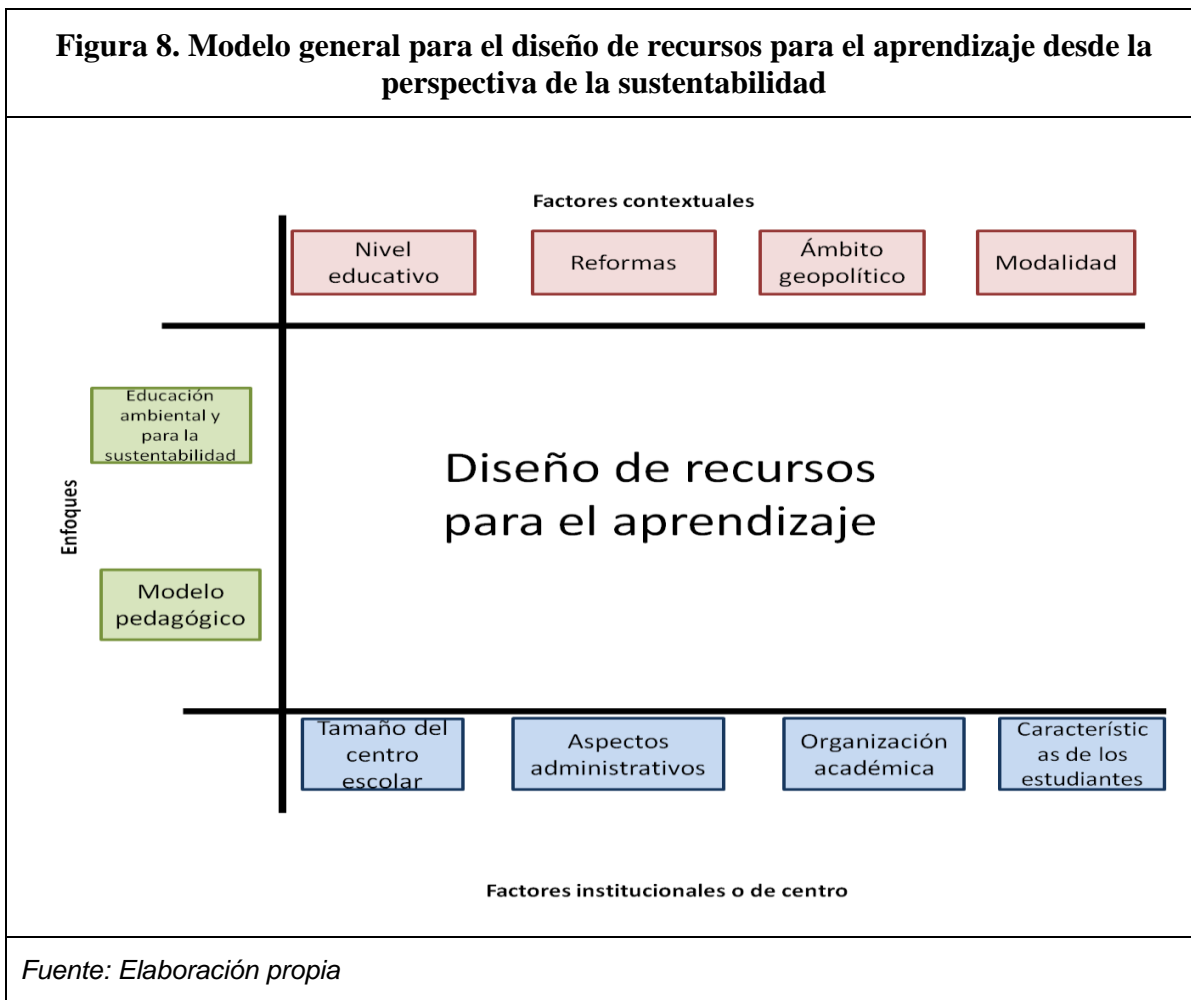 Figura 8. Modelo general para el diseño de recursos para el aprendizaje desde la
perspectiva de la sustentabilidad
Factores contextuales
Nivel
educativo
Reformas
Ámbito
geopolítico
Modalidad
Enfoques
Educación
ambiental y
para la
sustentabilidad
Modelo
pedagógico
Diseño de recursos
para el aprendizaje
Tamaño del
centro
escolar
Aspectos
administrativos
Organización
académica
Característic
as de los
estudiantes
Factores institucionales o de centro
Fuente: Elaboración propia